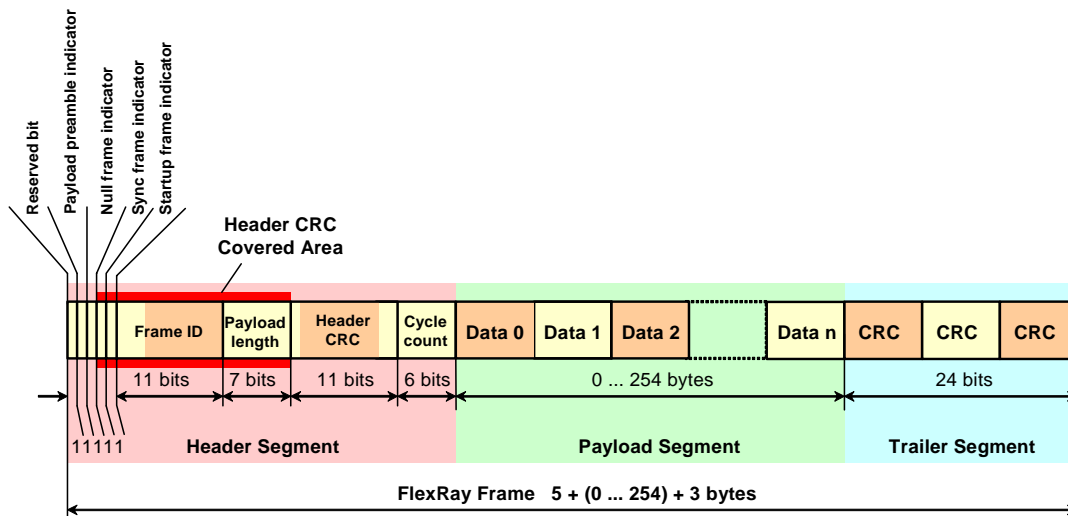 Reserved bit
Payload preamble indicator
Null frame indicator
Sync frame indicator
Startup frame indicator
Header CRC
Covered Area
Frame ID
Payload
length
Header
CRC
Cycle
count
Data 0
Data 1
Data 2
Data n
CRC
CRC
CRC
11 bits
7 bits
11 bits
6 bits
0 ... 254 bytes
24 bits
11111
Header Segment
Payload Segment
Trailer Segment
FlexRay Frame 5 + (0 ... 254) + 3 bytes